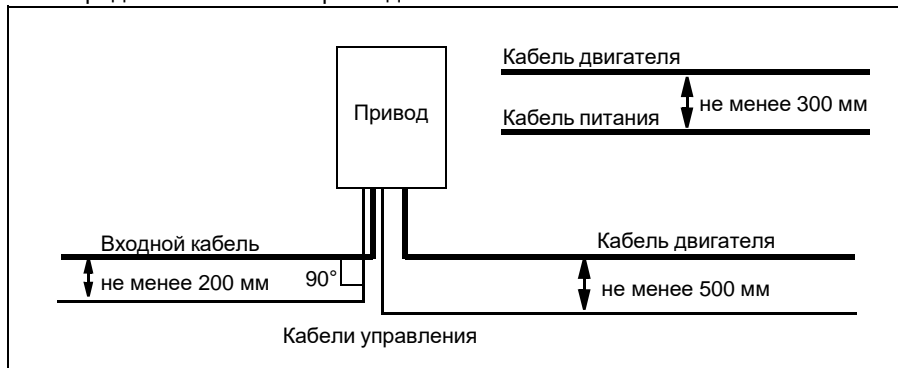 Кабель двигателя
не менее 300 мм
Кабель питания
Привод
Входной кабель
не менее 200 мм
90°
Кабель двигателя
не менее 500 мм
Кабели управления